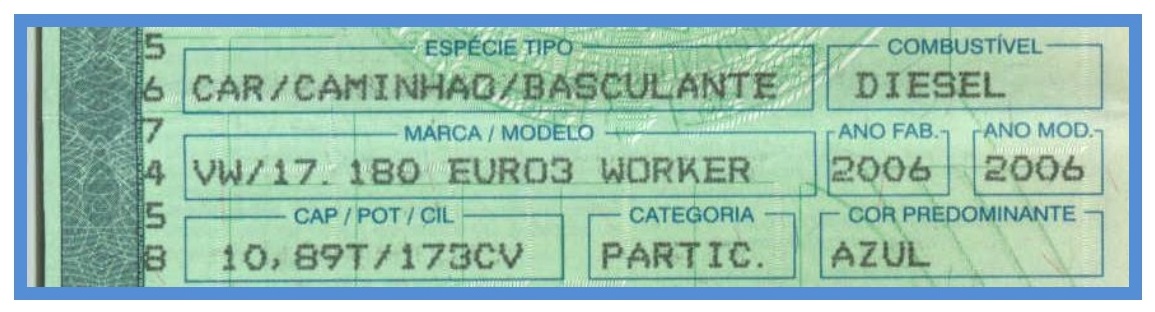 5 ESPÉCIE TIPO COMBUSTÍVEL
6 CAR/CAMINHAO/BASCULANTE DIESEL
7 MARCA / MODELO ANO FAB. ANO MOD.
4 VW/17. 180 EURO3 WORKER 2006 2006
5 CAP / POT / CIL CATEGORIA COR PREDOMINANTE
8 10,89T/173CV PARTIC. AZUL